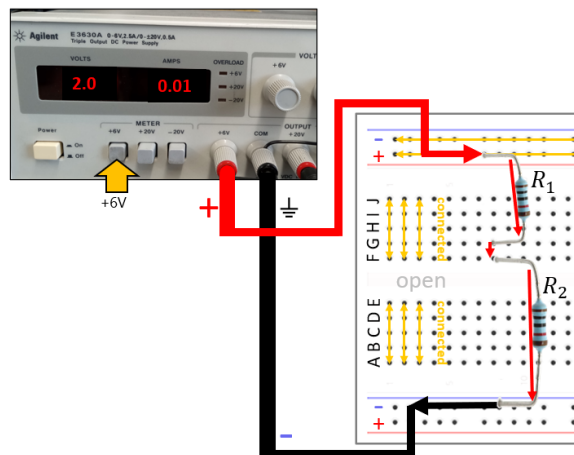 Agilent E3630A 0-6V,2.5A/0-±20V,0.5A
Triple Output DC Power Supply
VOLTS AMPS OVERLOAD
+6V
+20V
-20V
2.0 0.01
VOLT
+6V
METER
Power +6V +20V -20V
On
Off
+6V COM OUTPUT
±20V
+6V
+
-
-
+
R1
J
I
H
G
F
connected
open
R2
E
D
C
B
A
connected
-
+